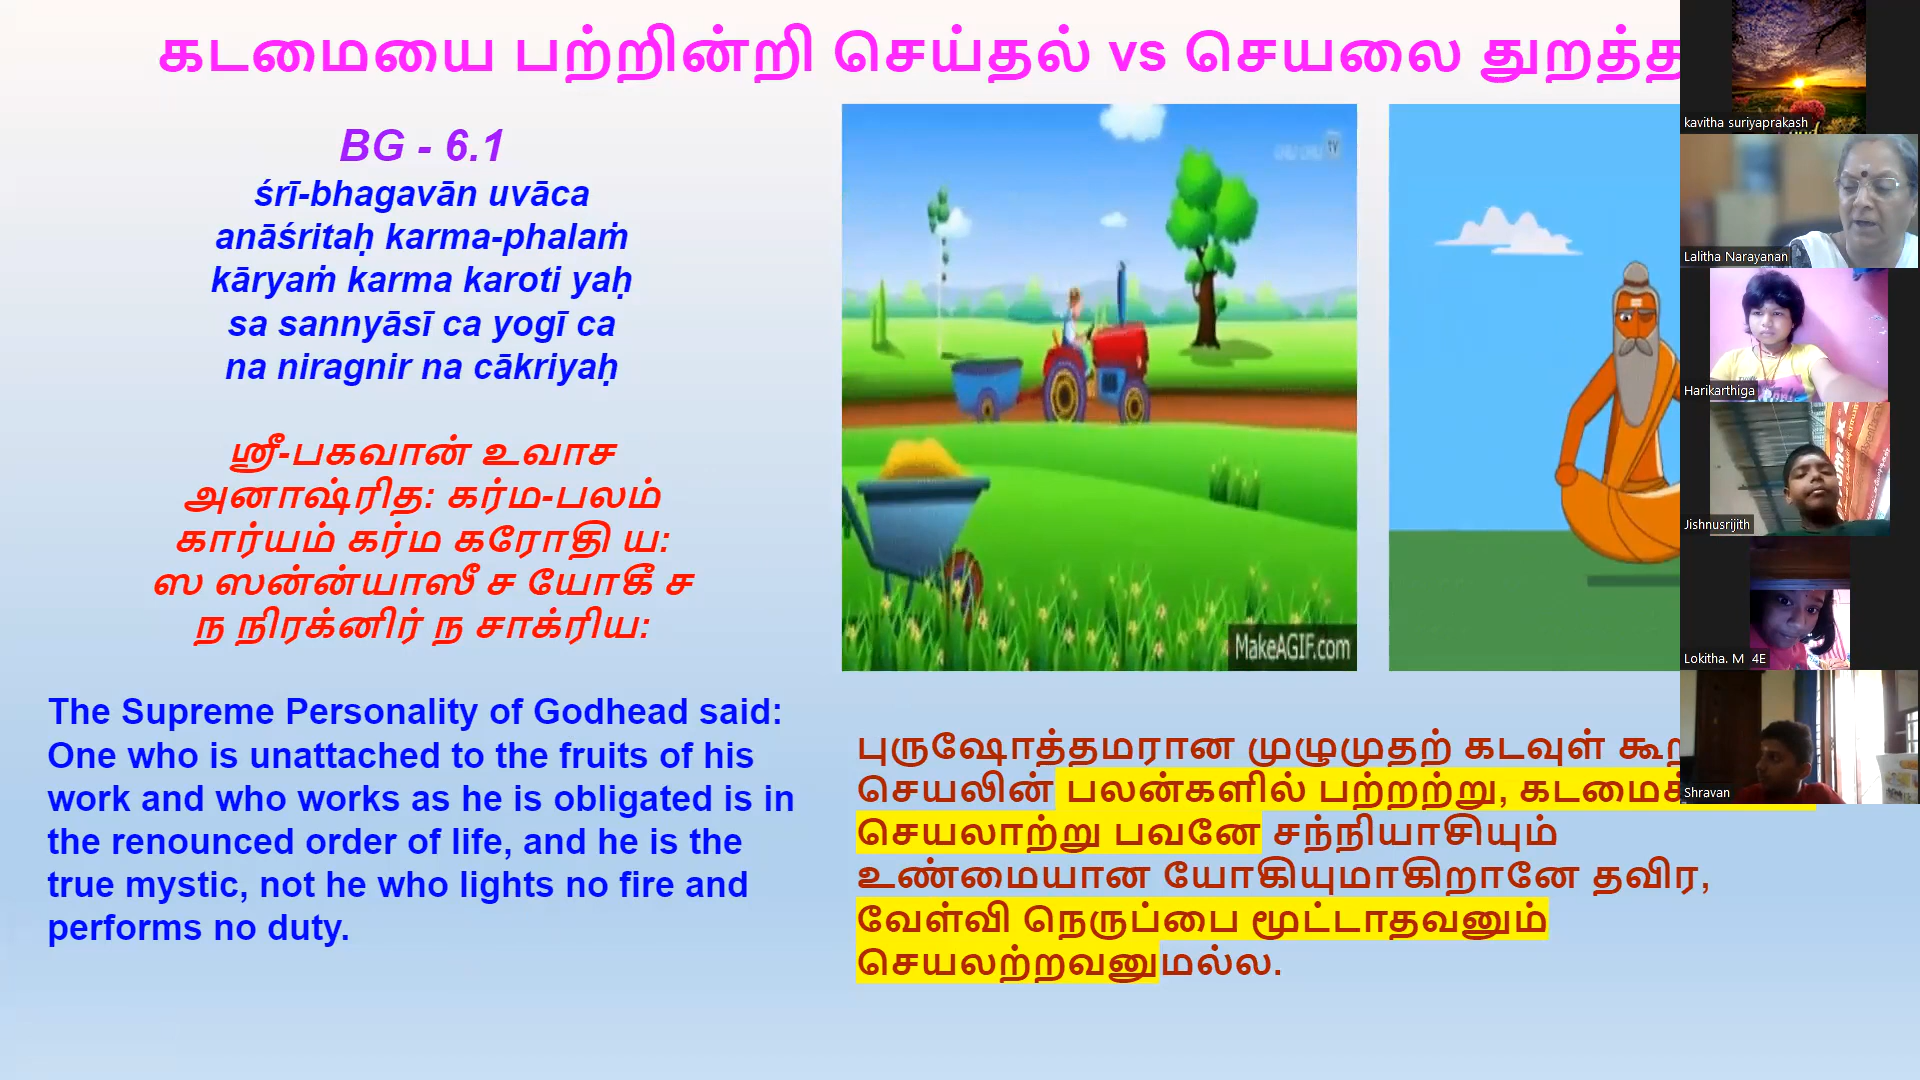 கடமையை பற்றின்றி செய்தல் vs செயலை துறத்த
BG - 6.1
śrī-bhagavān uvāca
anāśritaḥ karma-phalaṁ
kāryaṁ karma karoti yaḥ
sa sannyāsī ca yogī ca
na niragnir na cākriyaḥ
ஸ்ரீ-பகவான் உவாச
அனாஷ்ரித: கர்ம-பலம்
கார்யம் கர்ம கரோதி ய:
ஸ ஸன்ன்யாஸீ ச யோகீ ச
ந நிரக்னிர் ந சாக்ரிய:
The Supreme Personality of Godhead said:
One who is unattached to the fruits of his
work and who works as he is obligated is in
the renounced order of life, and he is the
true mystic, not he who lights no fire and
performs no duty.
MakeAGIF.com
புருஷோத்தமரான முழுமுதற் கடவுள்
செயலின் பலன்களில் பற்றற்று,
செயலாற்று பவனே சந்நியாசியும்
உண்மையான யோகியுமாகிறானே தவிர,
வேள்வி நெருப்பை மூட்டாதவனும்
செயலற்றவனுமல்ல.
kavitha suriyaprakash
Lalitha Narayanan
Harikarthiga
Jishnusrijith
Lokitha. M 4E
Shravan